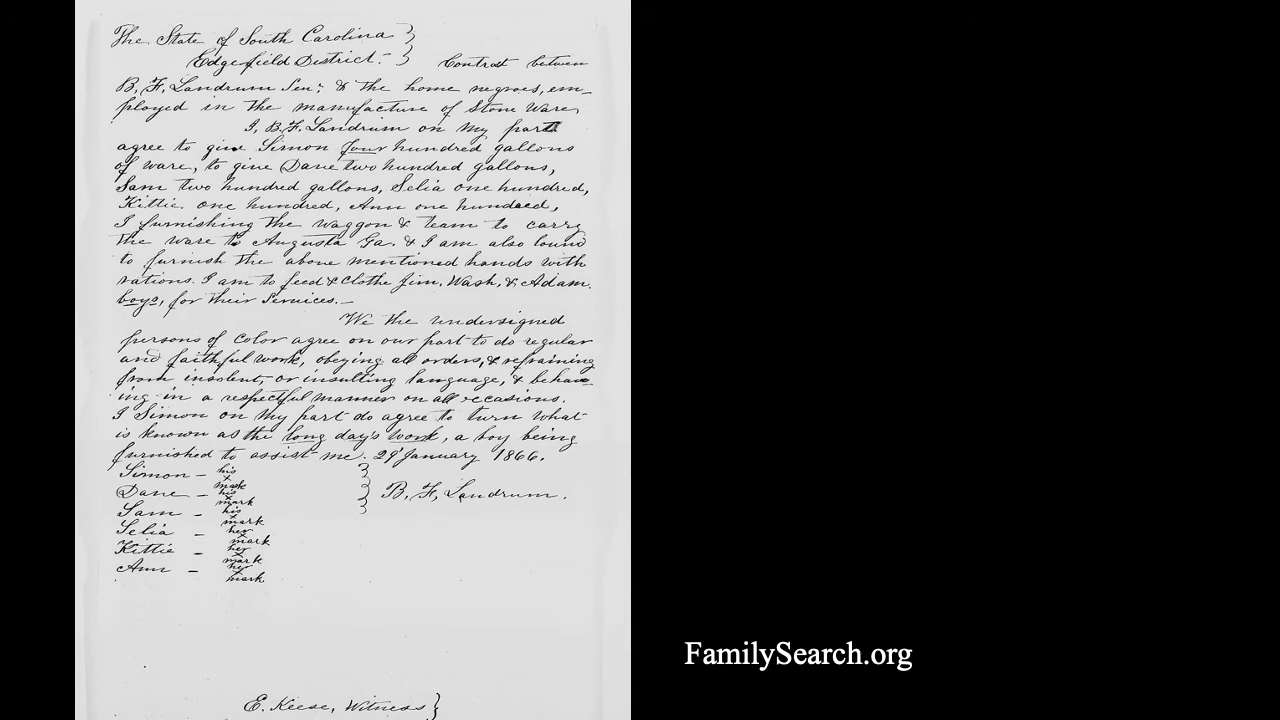 The State of South Carolina }
Edgefield District. } Contract between
B. F. Landrum Senr. & the home negroes, em_
ployed in the manufacture of Stone Ware,
I, B. F. Landrum on my part
agree to give Simon four hundred gallons
of ware, to give Dane two hundred gallons,
Sam two hundred gallons, Selia one hundred,
Kittie one hundred, Ann one hundred,
I furnishing the waggon & team to carry
the ware to Augusta Ga. & I am also bound
to furnish the above mentioned hands with
rations. I am to feed & clothe Jim, Wash, & Adam.
boys, for their services._
We the undersigned
persons of color agree on our part to do regular
and faithful work, obeying all orders, & refraining
from insolent, or insulting language, & behav=
ing in a respectful manner on all occasions.
I Simon on my part do agree to turn what
is known as the long day's work, a boy being
furnished to assist me. 29 January 1866.
Simon – his x mark
Dane – his x mark
Sam – his x mark
B. F. Landrum.
Selia – her x mark
Kittie – her x mark
Ann – her mark
E. Keese, Witness }
FamilySearch.org